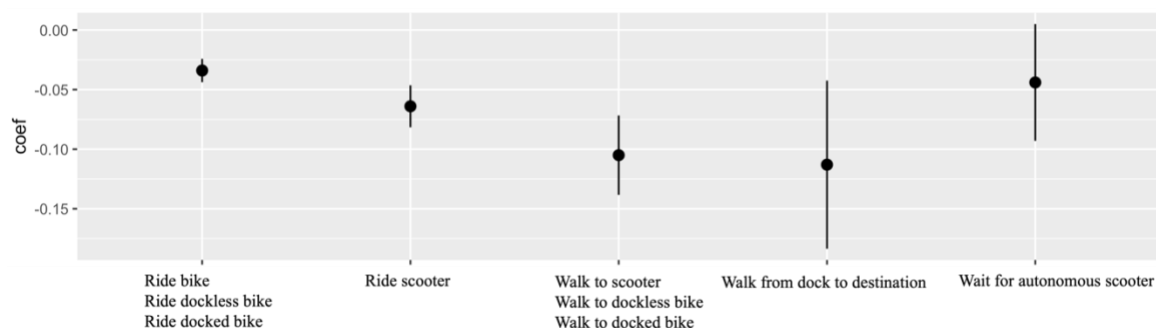 0.00
-0.05
-0.10
-0.15
coef
Ride bike
Ride dockless bike
Ride docked bike
Ride scooter
Walk to scooter
Walk to dockless bike
Walk to docked bike
Walk from dock to destination
Wait for autonomous scooter